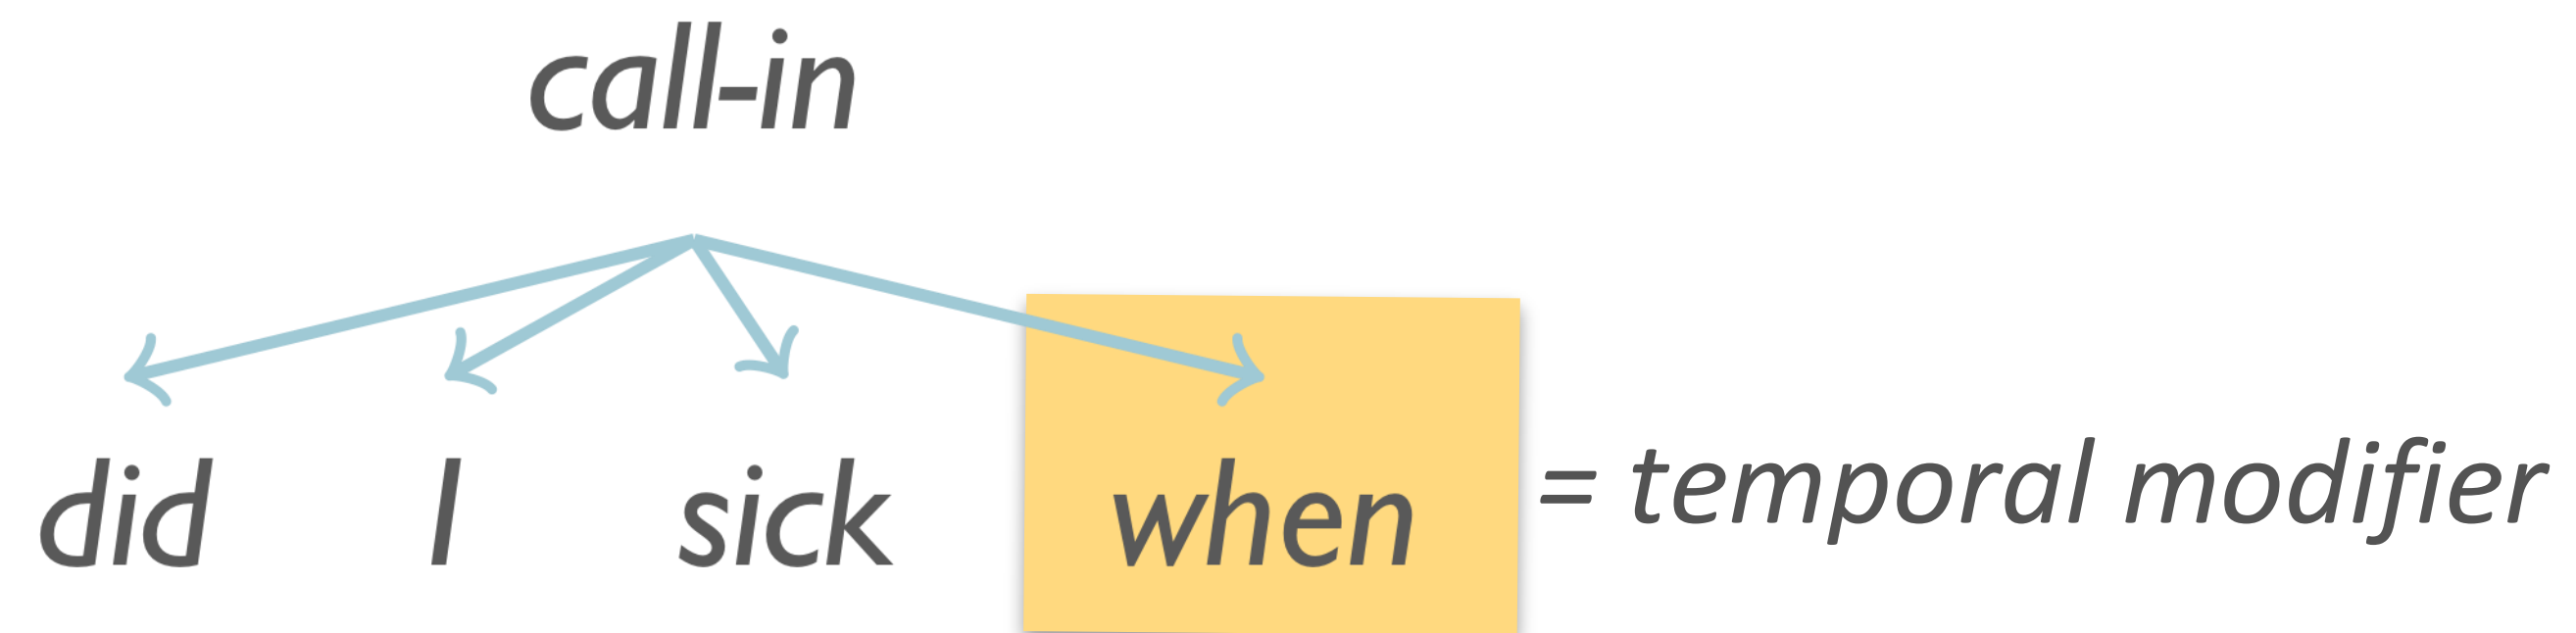 call-in
did I sick when = temporal modifier